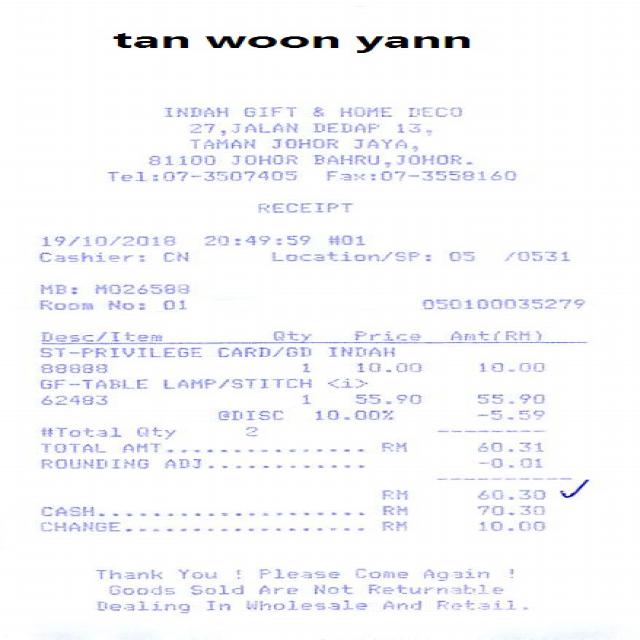 tan woon yann
INDAH GIFT & HOME DECO
27,JALAN DEDAP 13,
TAMAN JOHOR JAYA,
81100 JOHOR BAHRU,JOHOR.
Tel:07-3507405 Fax:07-3558160
RECEIPT
19/10/2018 20:49:59 #01
Cashier: CN Location/SP: 05 /0531
MB: M026588
Room No: 01 050100035279
Desc/Item Qty Price Amt(RM)
ST-PRIVILEGE CARD/GD INDAH
88888 1 10.00 10.00
GF-TABLE LAMP/STITCH <i>
62483 1 55.90 55.90
@DISC 10.00% -5.59
#Total Qty 2 --------
TOTAL AMT................ RM 60.31
ROUNDING ADJ............ -0.01
----------
RM 60.30
CASH.................... RM 70.30
CHANGE.................. RM 10.00
Thank You ! Please Come Again !
Goods Sold Are Not Returnable
Dealing In Wholesale And Retail.